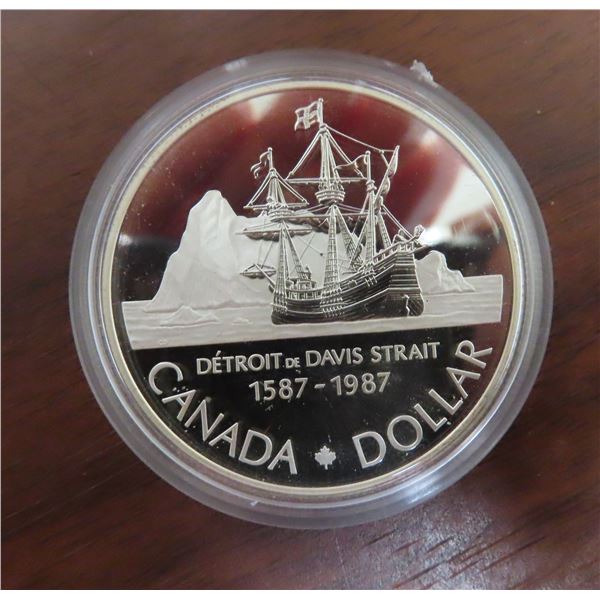 DÉTROIT DE DAVIS STRAIT
1587-1987
CANADA DOLLAR